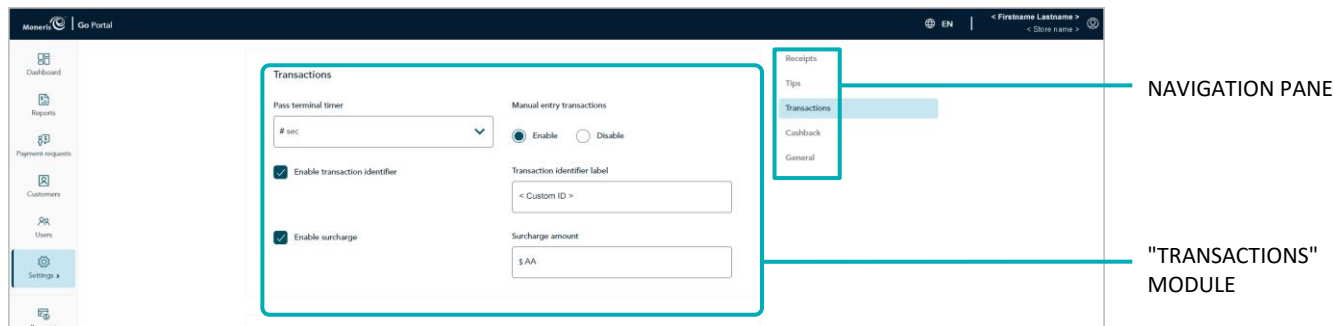 Moneris Go Portal
EN
< Firstname Lastname >
< Store name >
Dashboard
Reports
Payment requests
Customers
Users
Settings
Transactions
Pass terminal timer
# sec
Manual entry transactions
Enable
Disable
Enable transaction identifier
Transaction identifier label
< Custom ID >
Enable surcharge
Surcharge amount
$ AA
Receipts
Tips
Transactions
Cashback
General
NAVIGATION PANE
"TRANSACTIONS"
MODULE